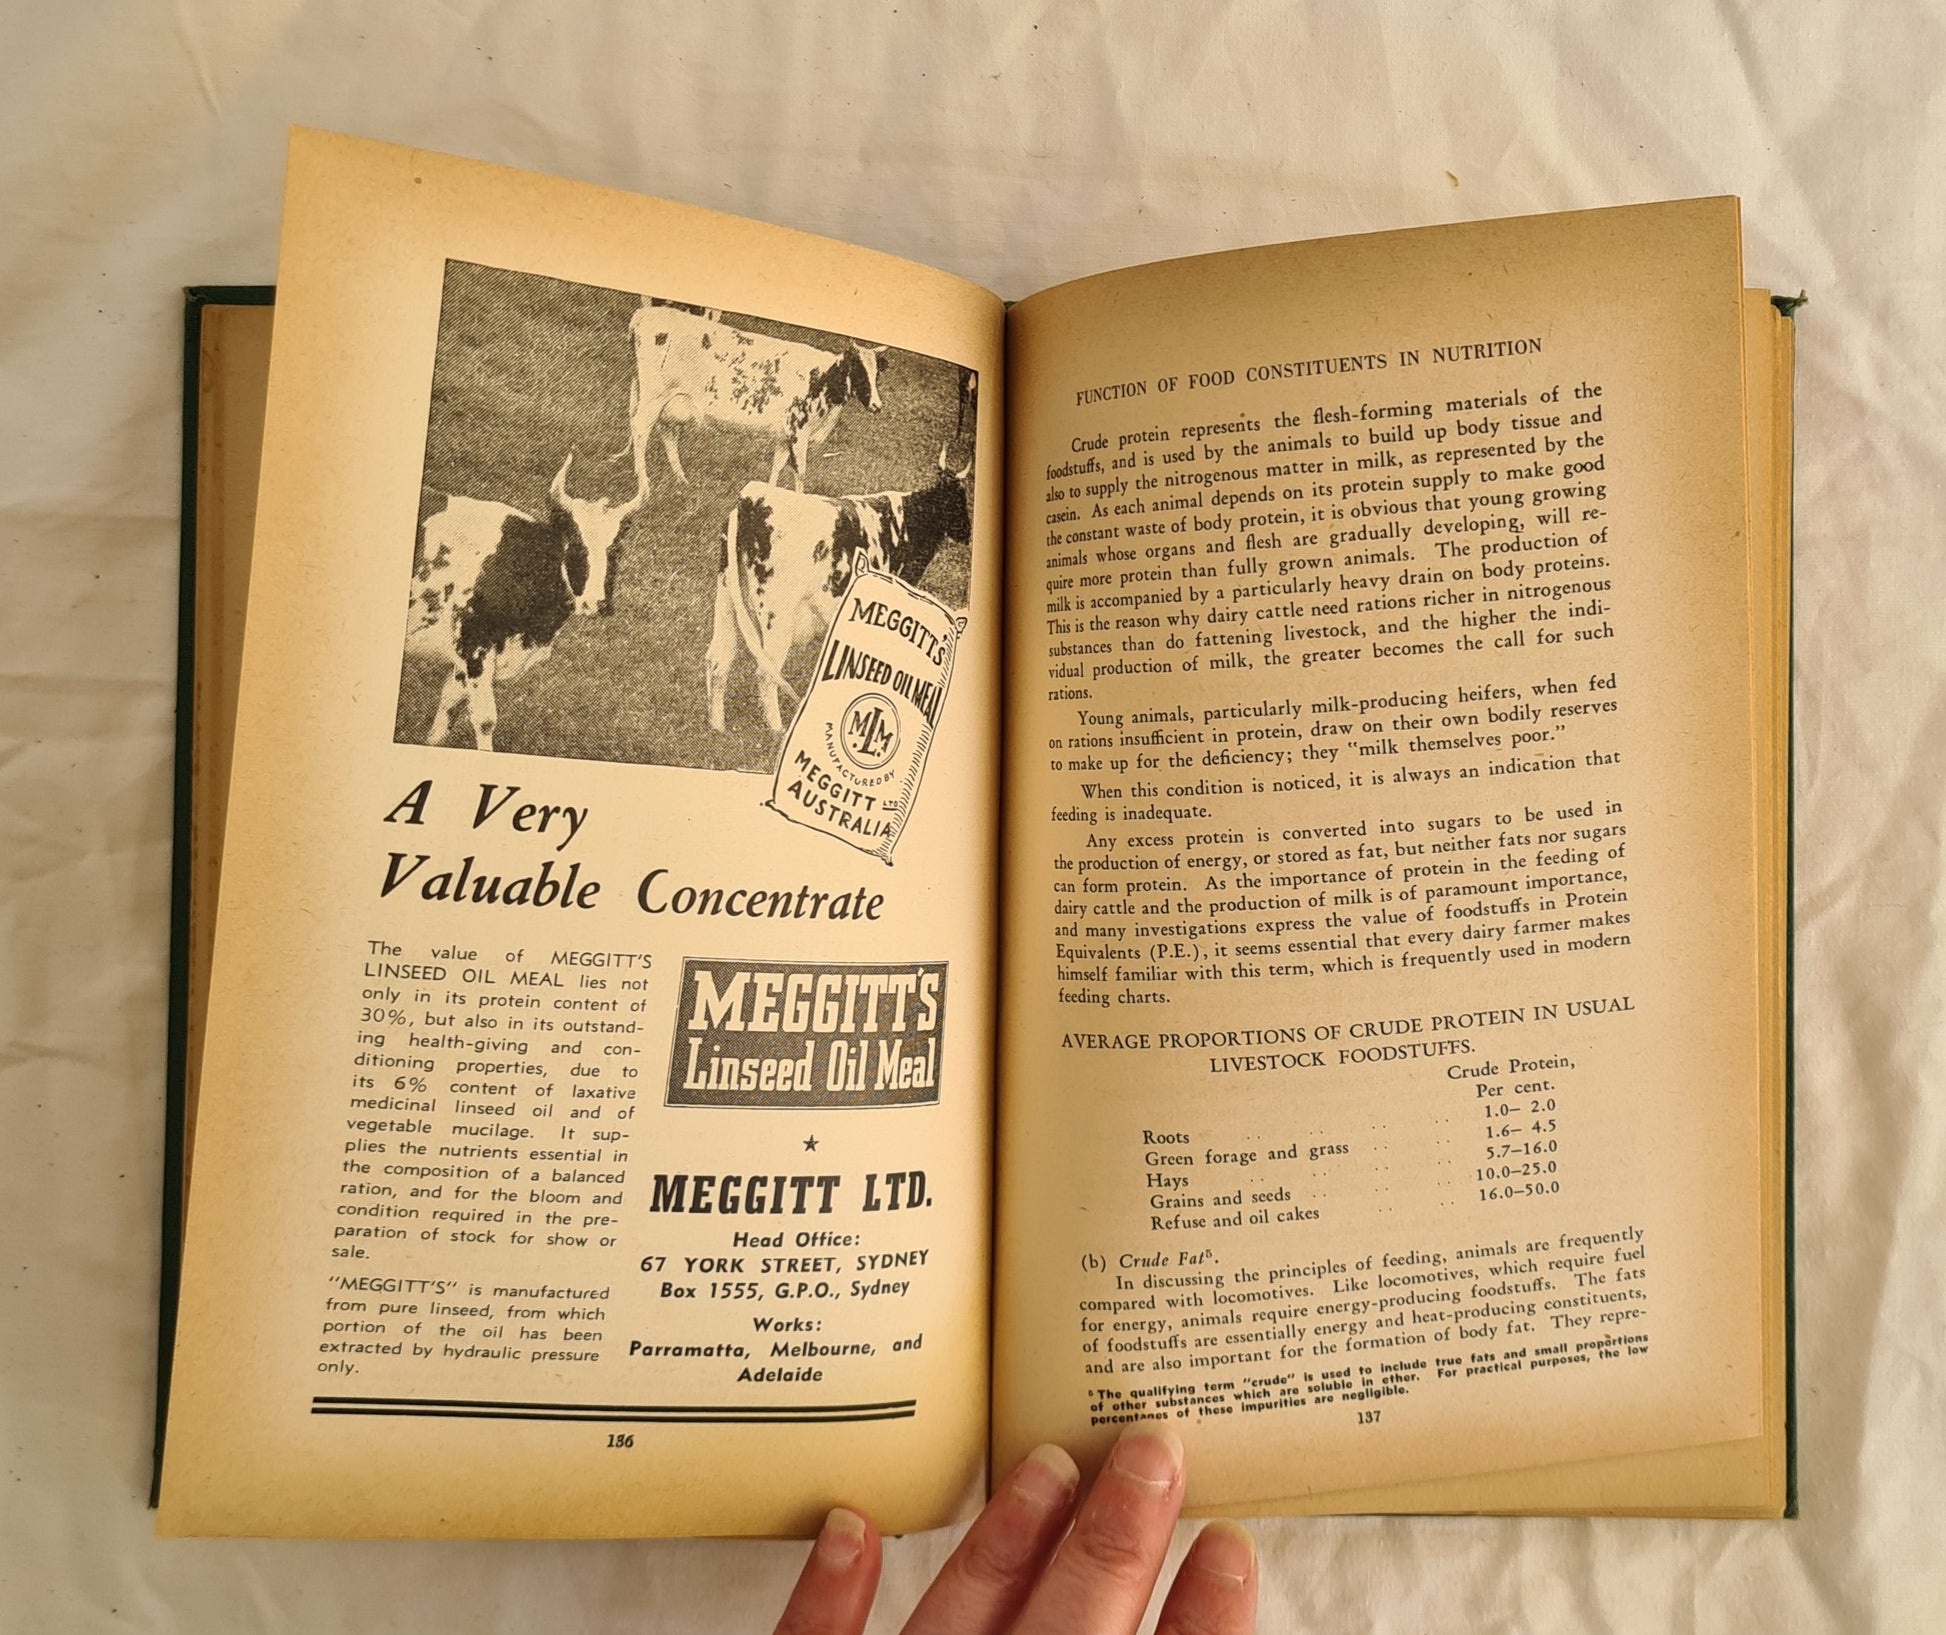 MEGGITT'S
LINSEED OIL MEAL
MLM
MANUFACTURED BY
MEGGITT LTD
AUSTRALIA
A Very
Valuable Concentrate
The value of MEGGITT'S
LINSEED OIL MEAL lies not
only in its protein content of
30%, but also in its outstand-
ing health-giving and con-
ditioning properties, due to
its 6% content of laxative
medicinal linseed oil and of
vegetable mucilage. It sup-
plies the nutrients essential in
the composition of a balanced
ration, and for the bloom and
condition required in the pre-
paration of stock for show or
sale.
"MEGGITT'S" is manufactured
from pure linseed, from which
portion of the oil has been
extracted by hydraulic pressure
only.
MEGGITT'S
Linseed Oil Meal
★
MEGGITT LTD.
Head Office:
67 YORK STREET, SYDNEY
Box 1555, G.P.O., Sydney
Works:
Parramatta, Melbourne, and
Adelaide
136
FUNCTION OF FOOD CONSTITUENTS IN NUTRITION
Crude protein represents the flesh-forming materials of the
foodstuffs, and is used by the animals to build up body tissue and
also to supply the nitrogenous matter in milk, as represented by the
casein. As each animal depends on its protein supply to make good
the constant waste of body protein, it is obvious that young growing
animals whose organs and flesh are gradually developing, will re-
quire more protein than fully grown animals. The production of
milk is accompanied by a particularly heavy drain on body proteins.
This is the reason why dairy cattle need rations richer in nitrogenous
substances than do fattening livestock, and the higher the indi-
vidual production of milk, the greater becomes the call for such
rations.
Young animals, particularly milk-producing heifers, when fed
on rations insufficient in protein, draw on their own bodily reserves
to make up for the deficiency; they "milk themselves poor."
When this condition is noticed, it is always an indication that
feeding is inadequate.
Any excess protein is converted into sugars to be used in
the production of energy, or stored as fat, but neither fats nor sugars
can form protein. As the importance of protein in the feeding of
dairy cattle and the production of milk is of paramount importance,
and many investigations express the value of foodstuffs in Protein
Equivalents (P.E.), it seems essential that every dairy farmer makes
himself familiar with this term, which is frequently used in modern
feeding charts.
AVERAGE PROPORTIONS OF CRUDE PROTEIN IN USUAL
LIVESTOCK FOODSTUFFS.
Crude Protein,
Per cent.
Roots .. .. .. 1.0– 2.0
Green forage and grass .. .. 1.6– 4.5
Hays .. .. .. .. 5.7–16.0
Grains and seeds .. .. .. 10.0–25.0
Refuse and oil cakes .. .. 16.0–50.0
(b) Crude Fat⁵.
In discussing the principles of feeding, animals are frequently
compared with locomotives. Like locomotives, which require fuel
for energy, animals require energy-producing foodstuffs. The fats
of foodstuffs are essentially energy and heat-producing constituents,
and are also important for the formation of body fat. They repre-
⁵ The qualifying term "crude" is used to include true fats and small proportions
of other substances which are soluble in ether. For practical purposes, the low
percentages of these impurities are negligible.
137